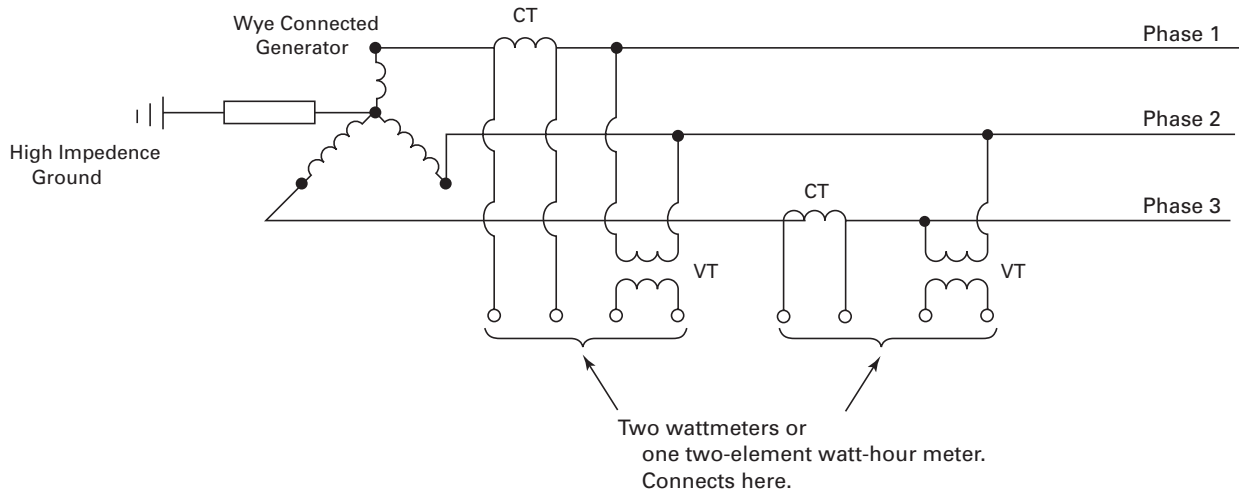 Wye Connected
Generator
CT
Phase 1
Phase 2
High Impedence
Ground
CT
Phase 3
VT
VT
Two wattmeters or
one two-element watt-hour meter.
Connects here.